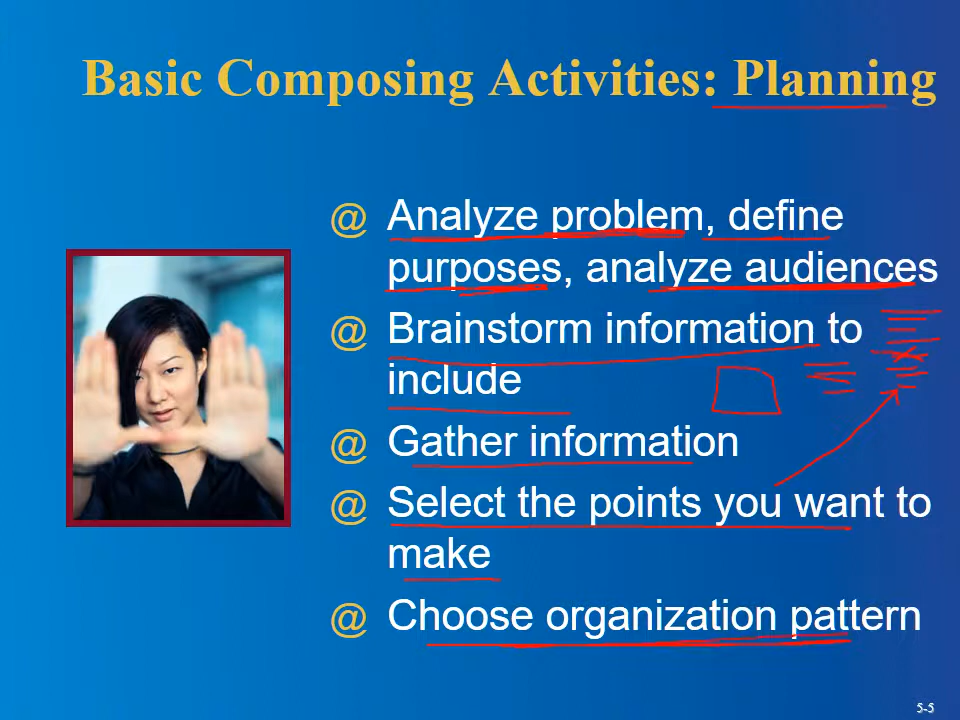 Basic Composing Activities: Planning
@ Analyze problem, define
purposes, analyze audiences
@ Brainstorm information to
include
@ Gather information
@ Select the points you want to
make
@ Choose organization pattern
5-5